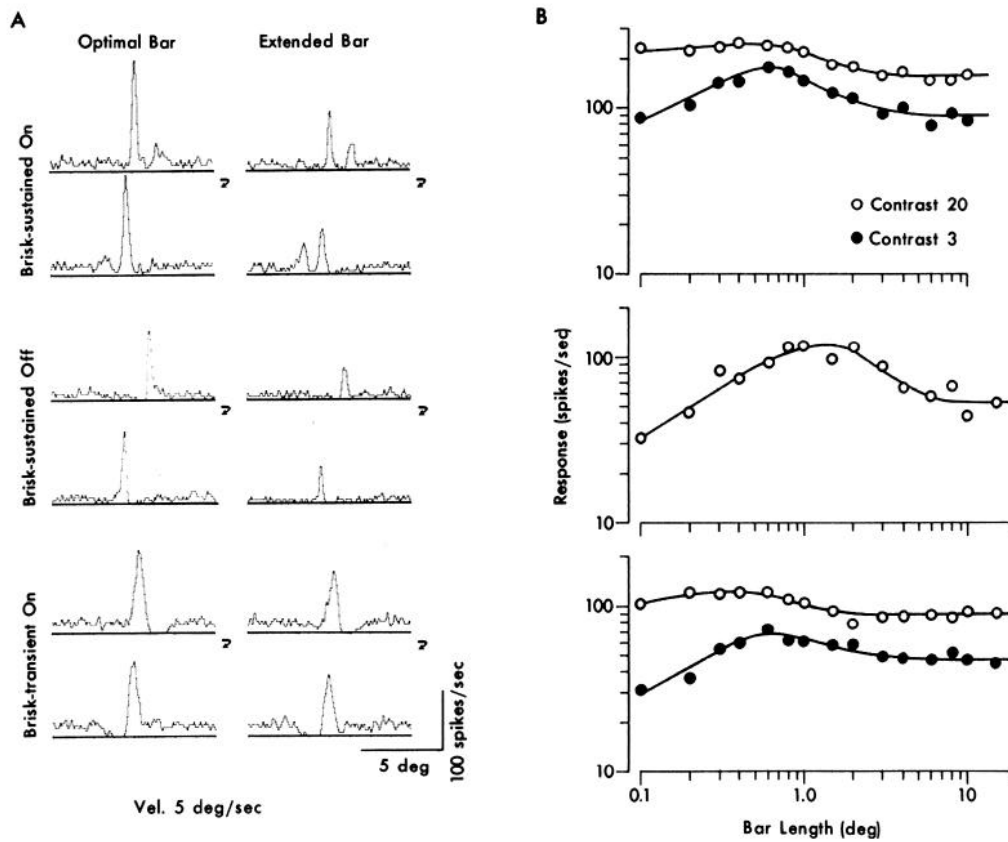 A
Optimal Bar
Extended Bar
Brisk-sustained On
Brisk-sustained Off
Brisk-transient On
5 deg
100 spikes/sec
Vel. 5 deg/sec
B
100
10
Contrast 20
Contrast 3
100
10
100
10
Response (spikes/sec)
0.1
1.0
10
Bar Length (deg)